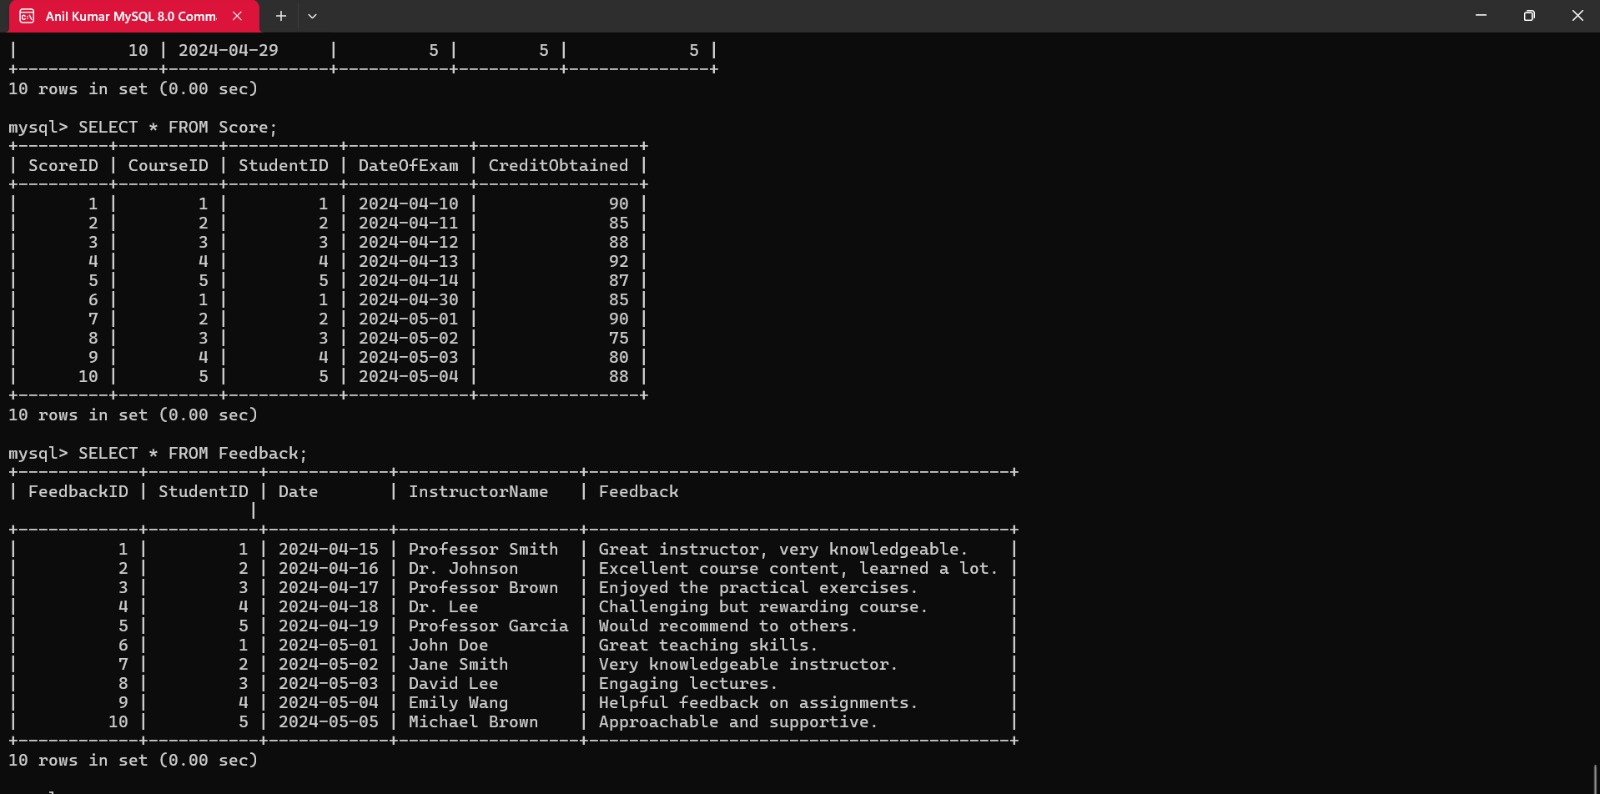 Anil Kumar MySQL 8.0 Comm
|          10 | 2024-04-29     |         5 |        5 |            5 |
+-------------+----------------+-----------+----------+--------------+
10 rows in set (0.00 sec)
mysql> SELECT * FROM Score;
+---------+----------+-----------+------------+----------------+
| ScoreID | CourseID | StudentID | DateOfExam | CreditObtained |
+---------+----------+-----------+------------+----------------+
|       1 |        1 |         1 | 2024-04-10 |             90 |
|       2 |        2 |         2 | 2024-04-11 |             85 |
|       3 |        3 |         3 | 2024-04-12 |             88 |
|       4 |        4 |         4 | 2024-04-13 |             92 |
|       5 |        5 |         5 | 2024-04-14 |             87 |
|       6 |        1 |         1 | 2024-04-30 |             85 |
|       7 |        2 |         2 | 2024-05-01 |             90 |
|       8 |        3 |         3 | 2024-05-02 |             75 |
|       9 |        4 |         4 | 2024-05-03 |             80 |
|      10 |        5 |         5 | 2024-05-04 |             88 |
+---------+----------+-----------+------------+----------------+
10 rows in set (0.00 sec)
mysql> SELECT * FROM Feedback;
+------------+-----------+------------+------------------+------------------------------------------+
| FeedbackID | StudentID | Date       | InstructorName   | Feedback
                        |
+------------+-----------+------------+------------------+------------------------------------------+
|          1 |         1 | 2024-04-15 | Professor Smith  | Great instructor, very knowledgeable.    |
|          2 |         2 | 2024-04-16 | Dr. Johnson      | Excellent course content, learned a lot. |
|          3 |         3 | 2024-04-17 | Professor Brown  | Enjoyed the practical exercises.         |
|          4 |         4 | 2024-04-18 | Dr. Lee          | Challenging but rewarding course.        |
|          5 |         5 | 2024-04-19 | Professor Garcia | Would recommend to others.               |
|          6 |         1 | 2024-05-01 | John Doe         | Great teaching skills.                   |
|          7 |         2 | 2024-05-02 | Jane Smith       | Very knowledgeable instructor.           |
|          8 |         3 | 2024-05-03 | David Lee        | Engaging lectures.                       |
|          9 |         4 | 2024-05-04 | Emily Wang       | Helpful feedback on assignments.         |
|         10 |         5 | 2024-05-05 | Michael Brown    | Approachable and supportive.             |
+------------+-----------+------------+------------------+------------------------------------------+
10 rows in set (0.00 sec)